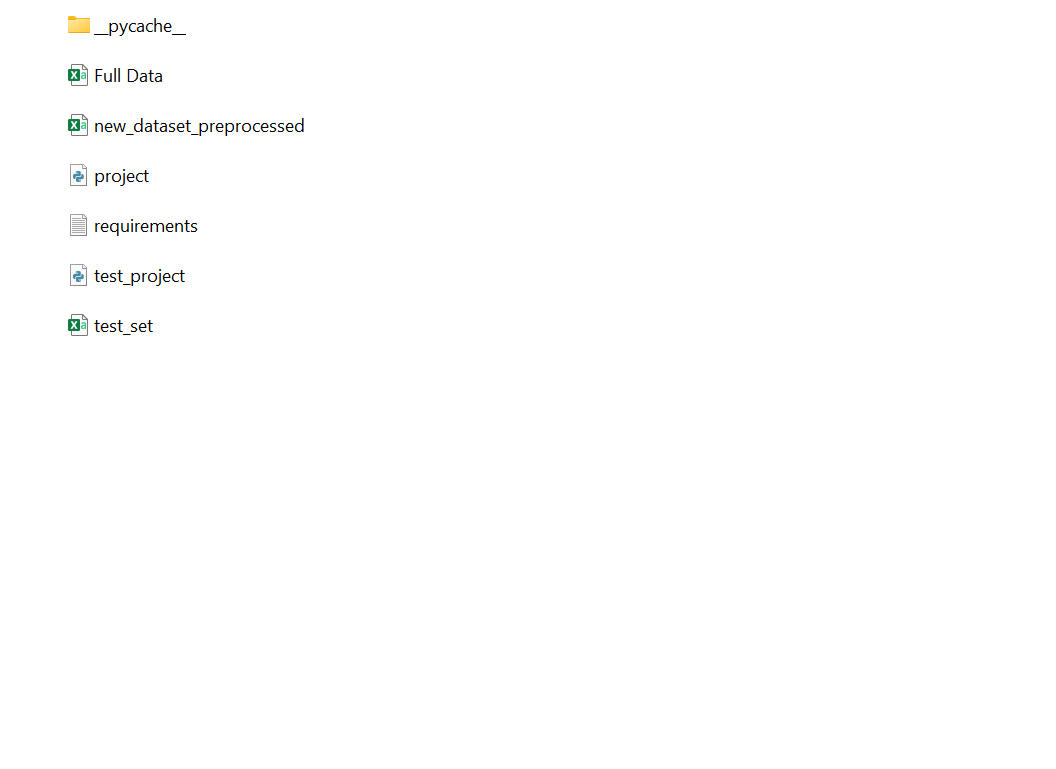 __pycache__
Full Data
new_dataset_preprocessed
project
requirements
test_project
test_set